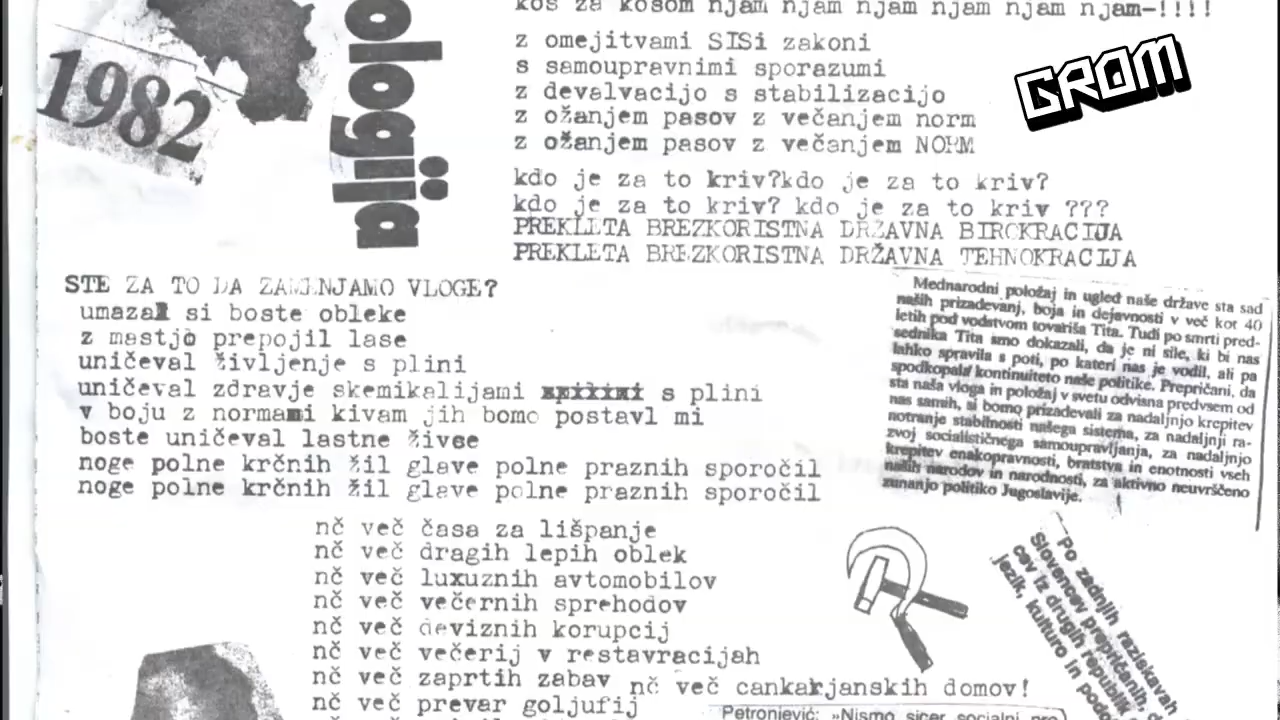 kos za kosom njam njam njam njam njam njam-!!!!
z omejitvami SISi zakoni
s samoupravnimi sporazumi
z devalvacijo s stabilizacijo
z ožanjem pasov z večanjem norm
z ožanjem pasov z večanjem NORM
kdo je za to kriv?kdo je za to kriv?
kdo je za to kriv? kdo je za to kriv ???
PREKLETA BREZKORISTNA DRŽAVNA BIROKRACIJA
PREKLETA BREZKORISTNA DRŽAVNA TEHNOKRACIJA
1982
ologija
GROM
STE ZA TO DA ZAMENJAMO VLOGE?
umazal si boste obleke
z mastjo prepojil lase
uničeval življenje s plini
uničeval zdravje skemikalijami s plini
v boju z normami kivam jih bomo postavl mi
boste uničeval lastne živse
noge polne krčnih žil glave polne praznih sporočil
noge polne krčnih žil glave polne praznih sporočil
Mednarodni položaj in ugled naše države sta sad
naših prizadevanj, boja in dejavnosti v več kot 40
letih pod vodstvom tovariša Tita. Tudi po smrti pred-
sednika Tita smo dokazali, da je ni sile, ki bi nas
lahko spravila s poti, po kateri nas je vodil, ali pa
spodkopala kontinuiteto naše politike. Prepričani, da
sta naša vloga in položaj v svetu odvisna predvsem od
nas samih, si bomo prizadevali za nadaljnjo krepitev
notranje stabilnosti našega sistema, za nadaljnji ra-
zvoj socialističnega samoupravljanja, za nadaljnjo
krepitev enakopravnosti, bratstva in enotnosti vseh
naših narodov in narodnosti, za aktivno neuvrščeno
zunanjo politiko Jugoslavije.
nč več časa za lišpanje
nč več dragih lepih oblek
nč več luxuznih avtomobilov
nč več večernih sprehodov
nč več deviznih korupcij
nč več večerij v restavracijah
nč več zaprtih zabav
nč več cankarjanskih domov!
nč več prevar goljufij
"Po zadnjih raziskavah
Slovencev prepričanih,
cev iz drugih republik
jezik, kulturo in
Petronjevič: »Nismo sicer socialni